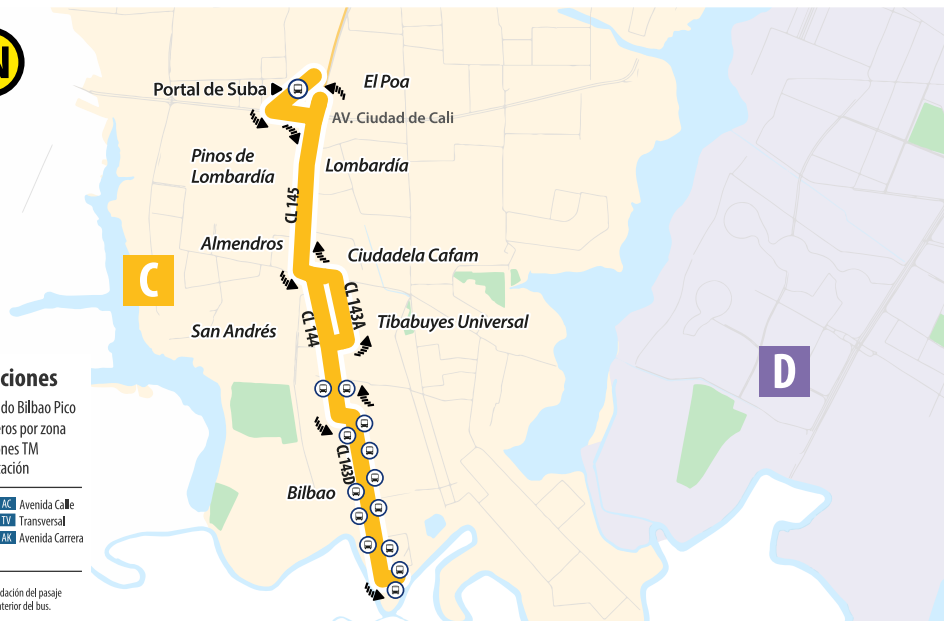 N
Portal de Suba
El Poa
AV. Ciudad de Cali
Pinos de
Lombardía
Lombardía
CL 145
Almendros
Ciudadela Cafam
C
CL 143A
CL 144
San Andrés
Tibabuyes Universal
D
ciones
do Bilbao Pico
ros por zona
nes TM
ación
CL 143D
Bilbao
AC Avenida Calle
TV Transversal
AK Avenida Carrera
dación del pasaje
terior del bus.